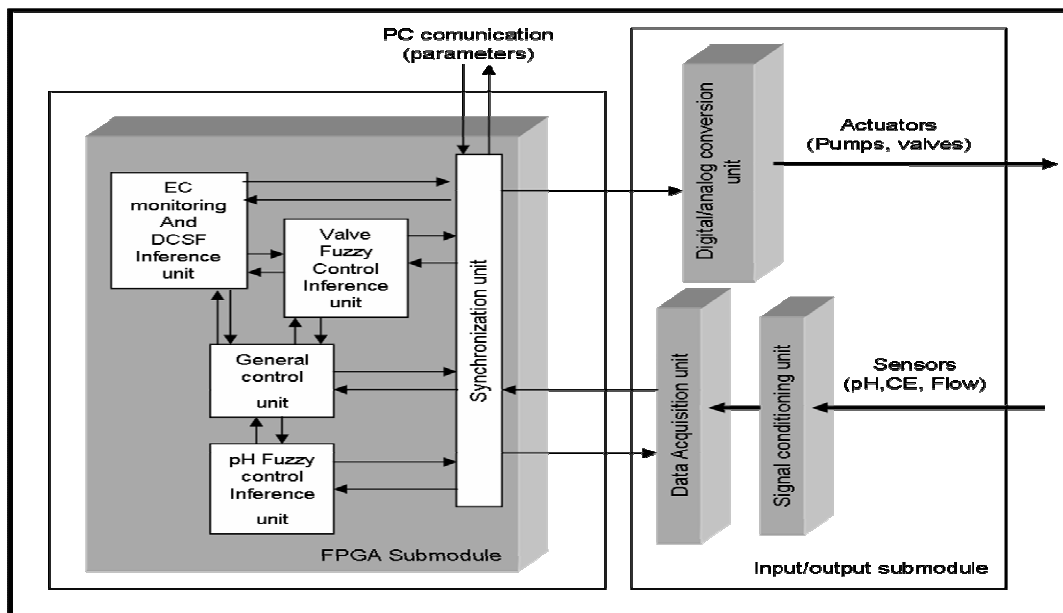 PC comunication
(parameters)
EC
monitoring
And
DCSF
Inference
unit
Valve
Fuzzy
Control
Inference
unit
General
control
unit
pH Fuzzy
control
Inference
unit
Synchronization unit
FPGA Submodule
Digital/analog conversion
unit
Actuators
(Pumps, valves)
Data Acquisition unit
Signal conditioning unit
Sensors
(pH,CE, Flow)
Input/output submodule